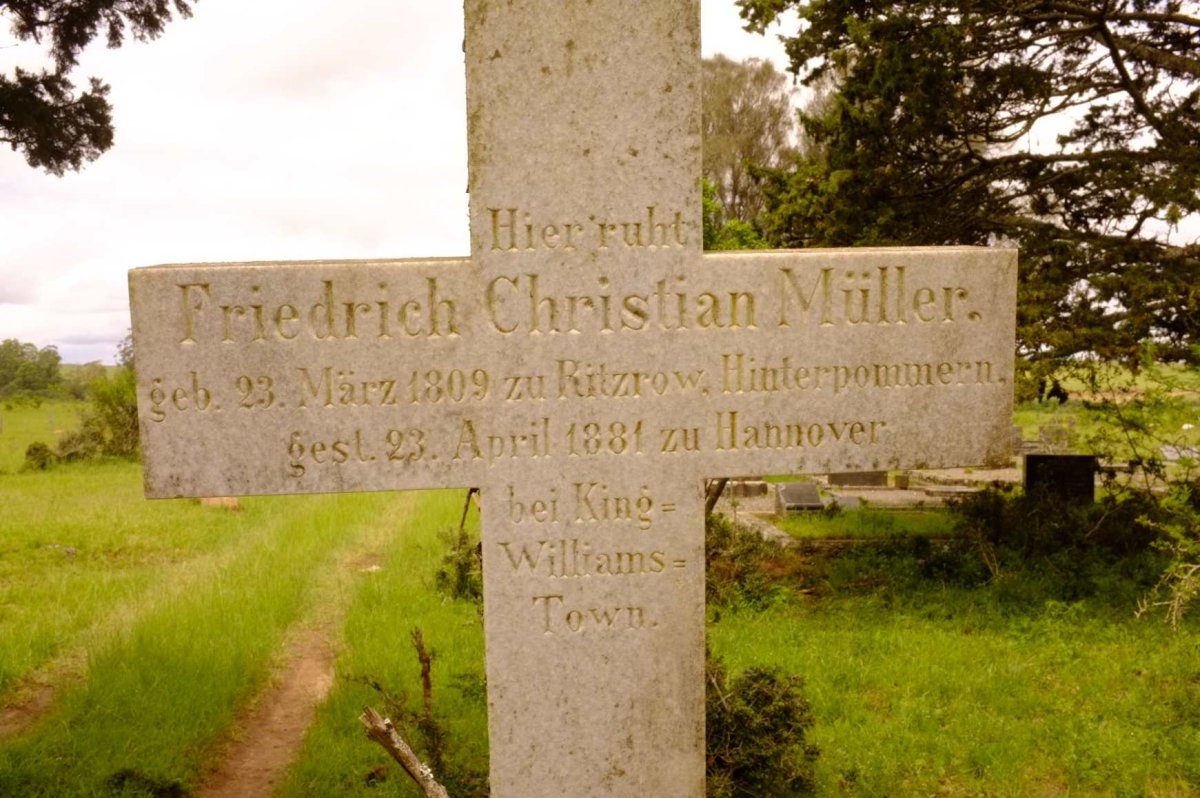 Hier ruht
Friedrich Christian Müller.
geb. 23. März 1809 zu Ritzrow, Hinterpommern,
gest. 23. April 1881 zu Hannover
bei King=
Williams=
Town.